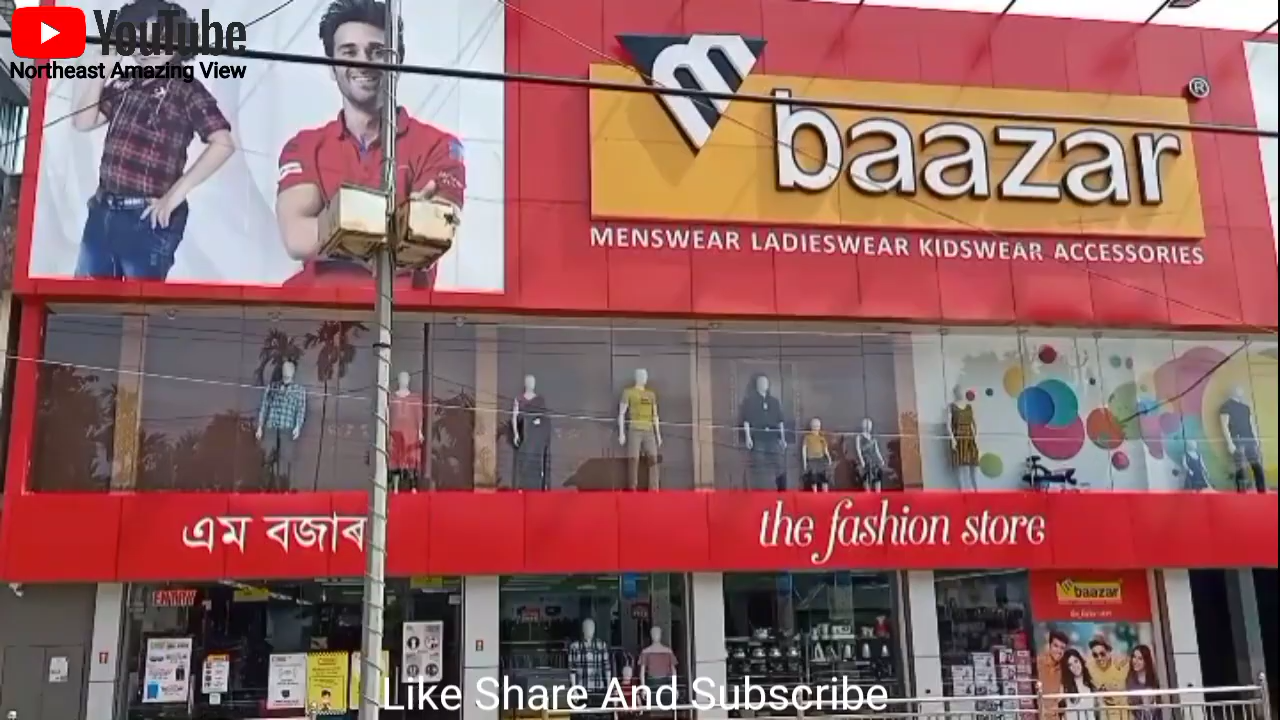 YouTube
Northeast Amazing View
m baazar ®
MENSWEAR LADIESWEAR KIDSWEAR ACCESSORIES
এম বজাৰ
the fashion store
baazar
Like Share And Subscribe